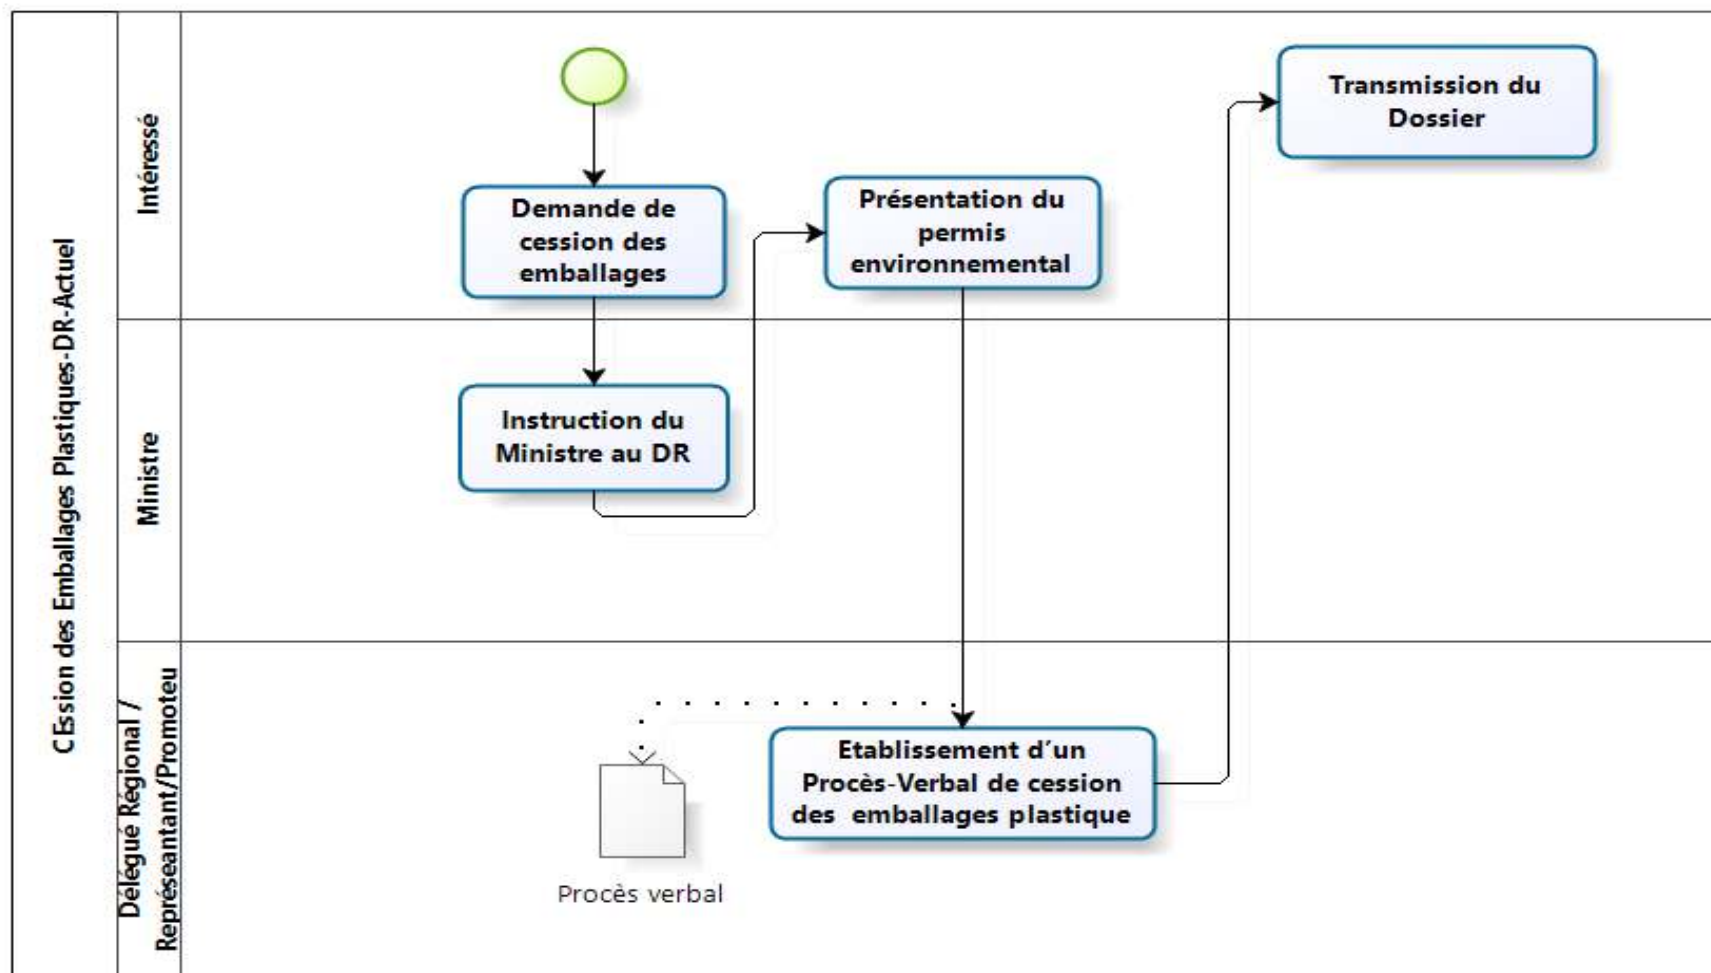 CEssion des Emballages Plastiques-DR-Actuel
Intéressé
Demande de
cession des
emballages
Présentation du
permis
environnemental
Transmission du
Dossier
Ministre
Instruction du
Ministre au DR
Délégué Régional /
Représeantant/Promoteu
Etablissement d’un
Procès-Verbal de cession
des emballages plastique
Procès verbal